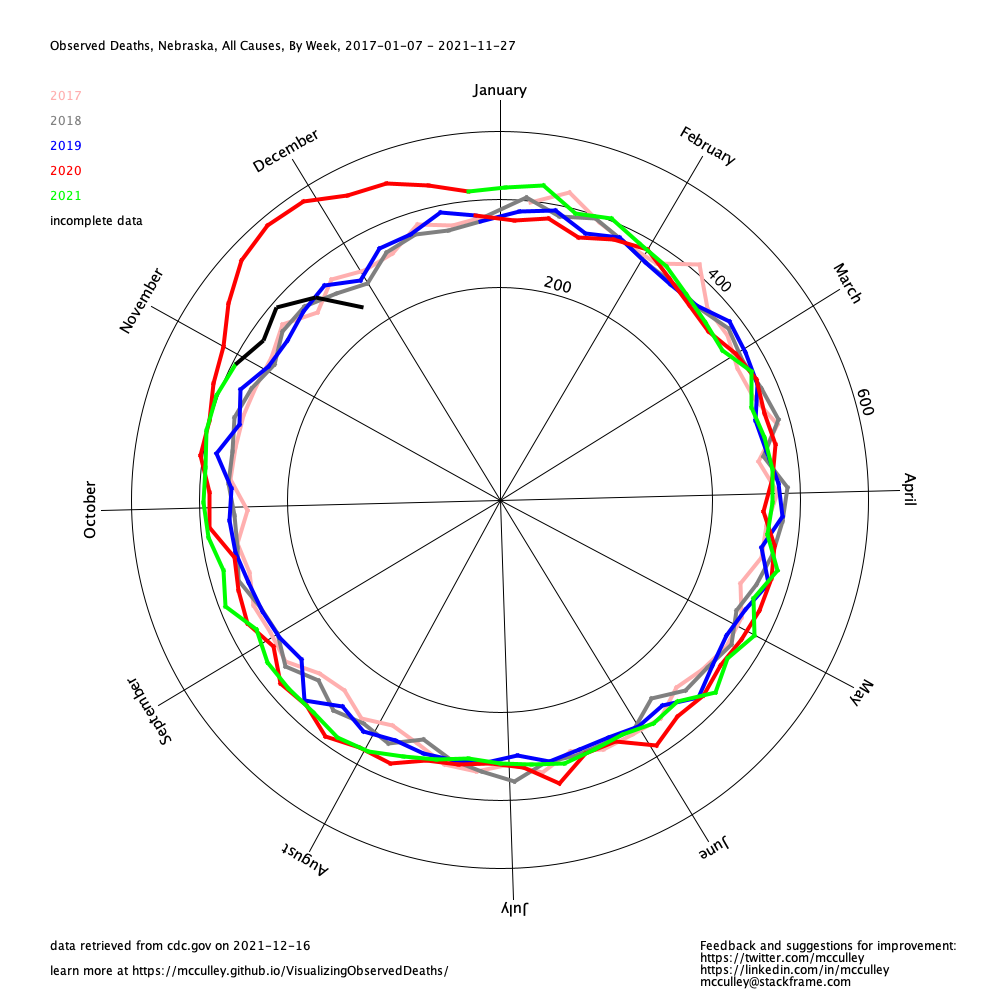 Observed Deaths, Nebraska, All Causes, By Week, 2017-01-07 - 2021-11-27
2017
2018
2019
2020
2021
incomplete data
January
February
March
April
May
June
July
August
September
October
November
December
200
400
600
data retrieved from cdc.gov on 2021-12-16
learn more at https://mcculley.github.io/VisualizingObservedDeaths/
Feedback and suggestions for improvement:
https://twitter.com/mcculley
https://linkedin.com/in/mcculley
mcculley@stackframe.com